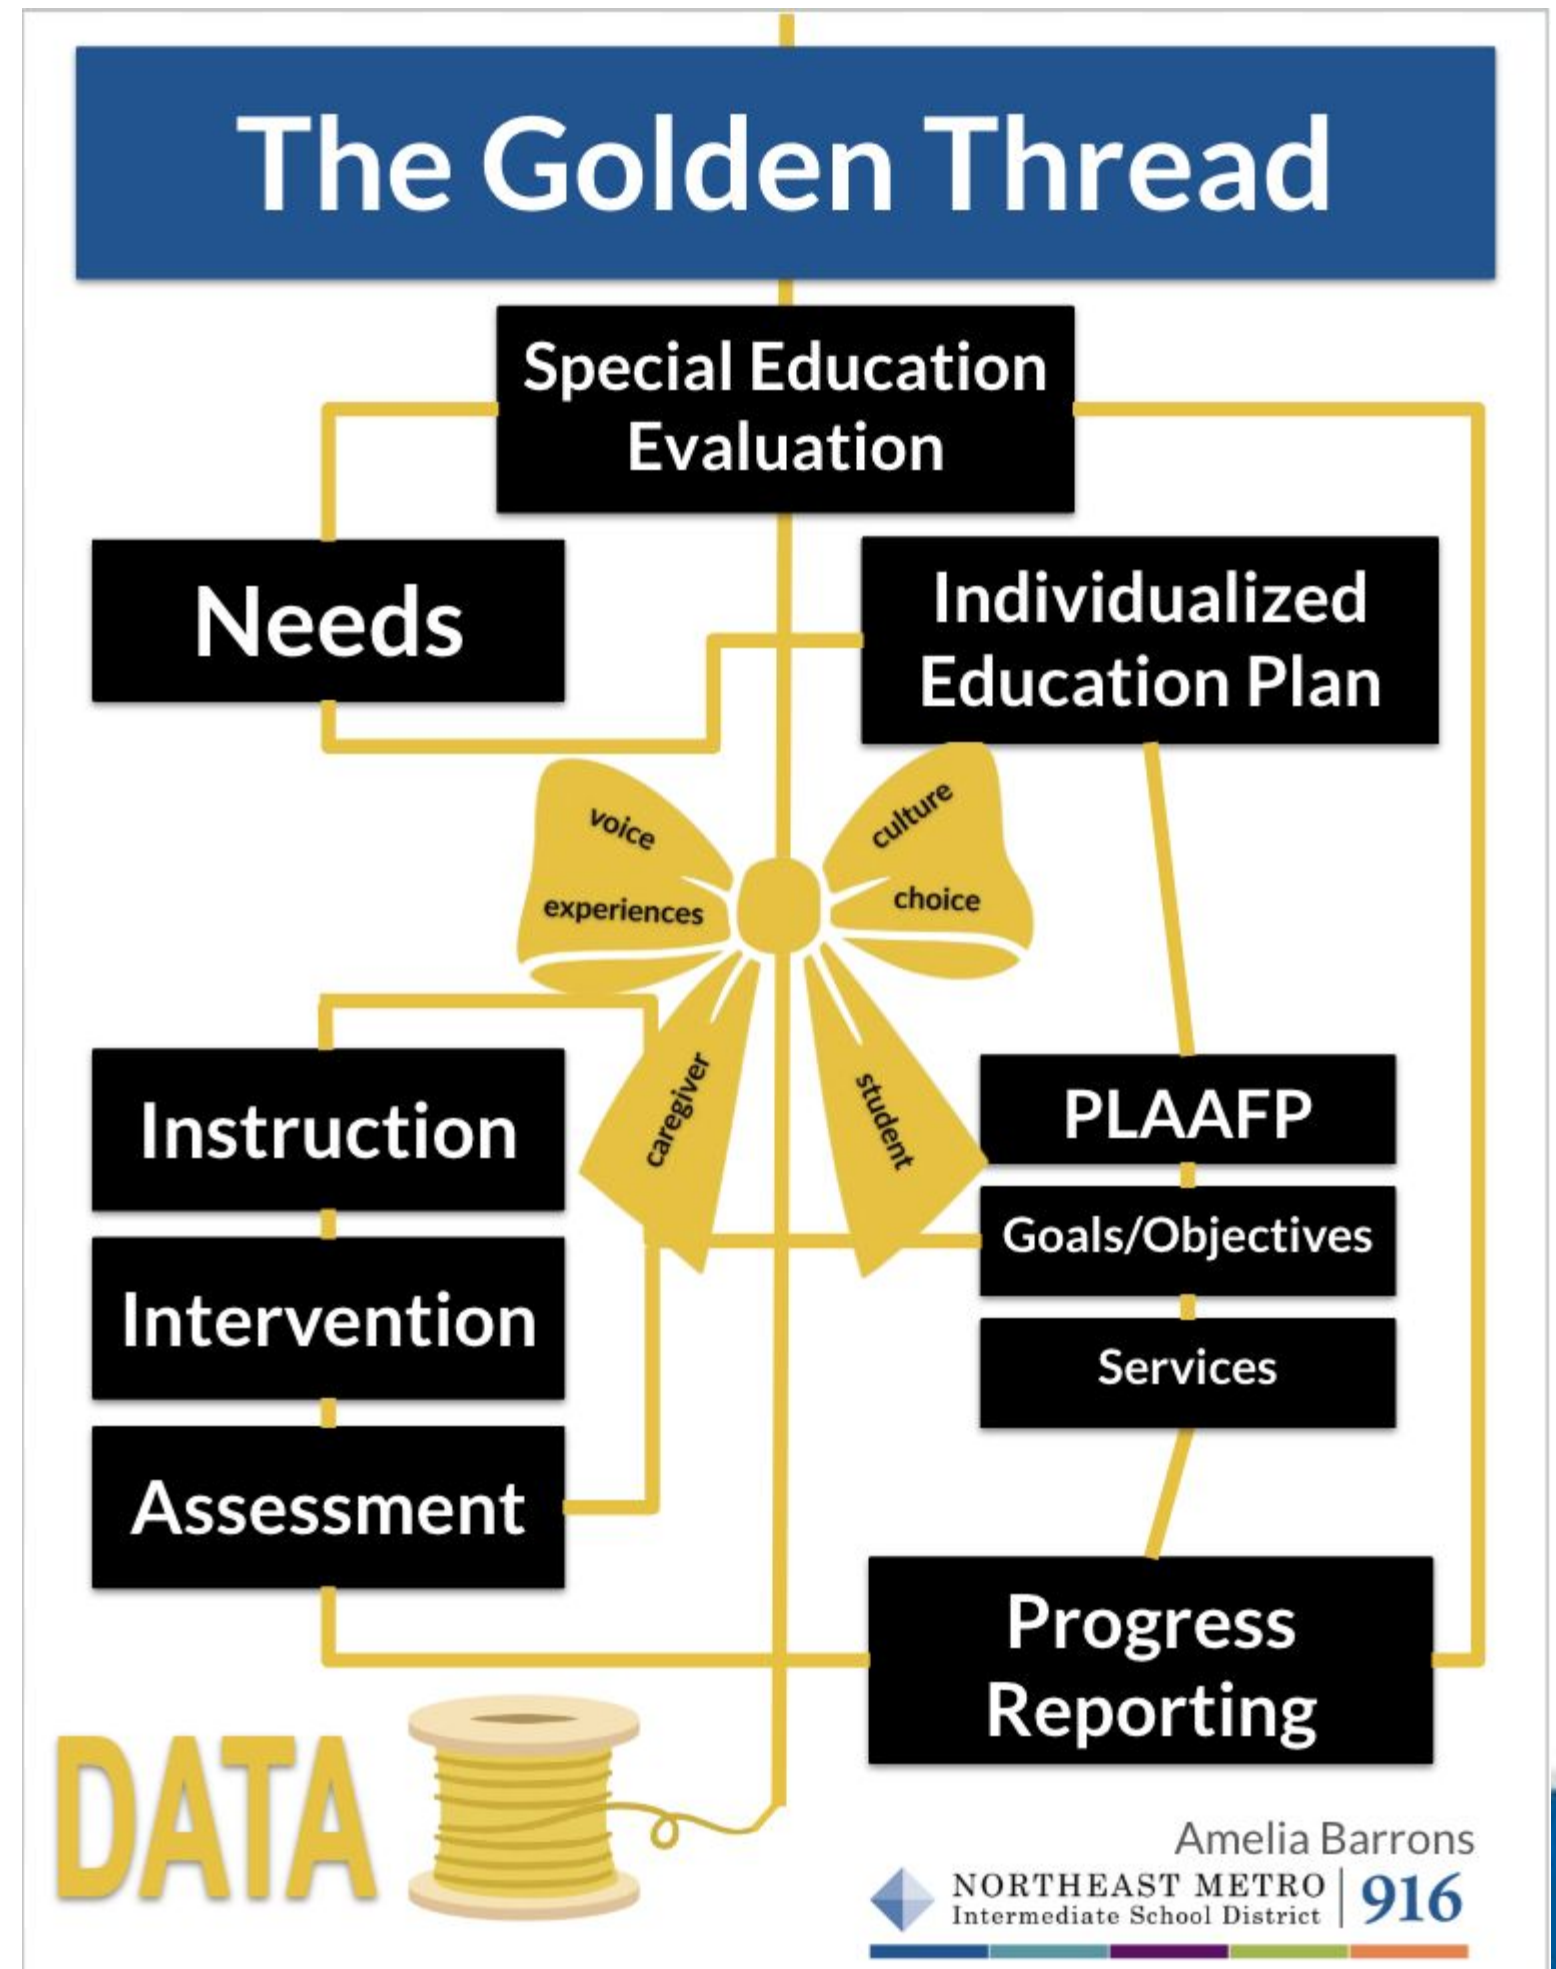 The Golden Thread
Special Education
Evaluation
Needs
Individualized
Education Plan
voice
experiences
culture
choice
caregiver
student
Instruction
Intervention
Assessment
PLAAFP
Goals/Objectives
Services
Progress
Reporting
DATA
Amelia Barrons
NORTHEAST METRO
Intermediate School District
916